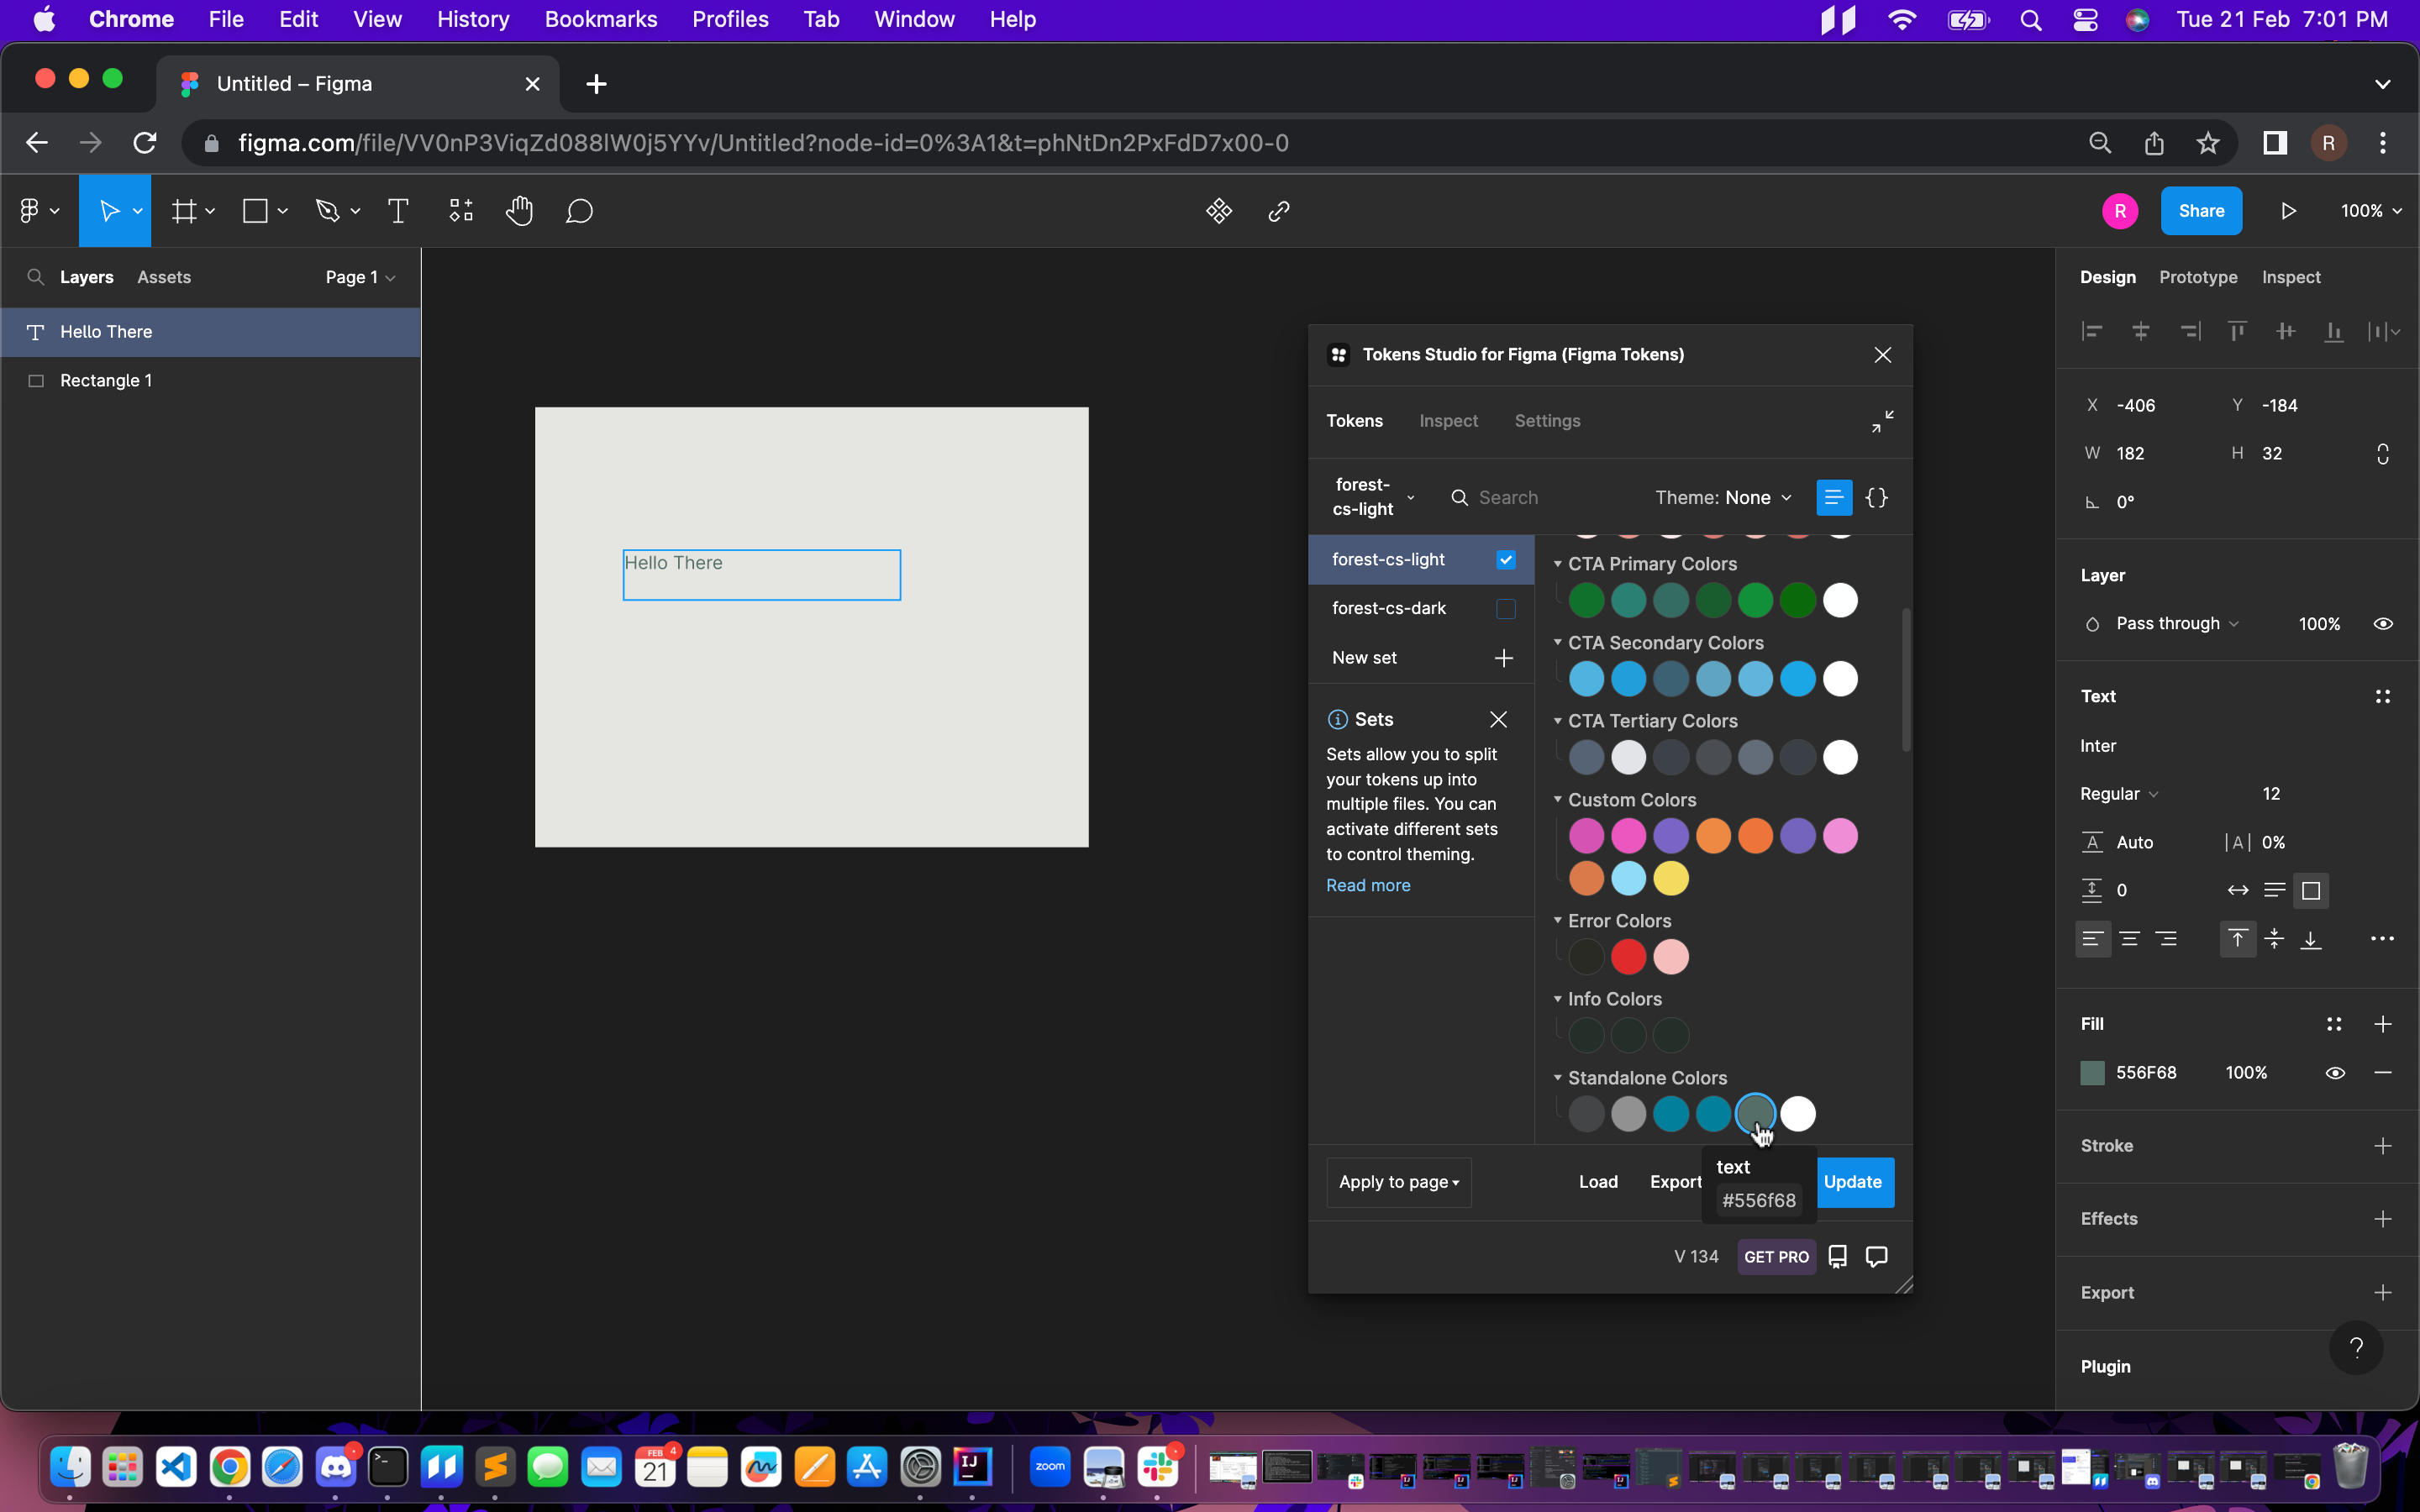 Chrome File Edit View History Bookmarks Profiles Tab Window Help Tue 21 Feb 7:01 PM
Untitled – Figma
figma.com/file/VV0nP3ViqZd088lW0j5YYv/Untitled?node-id=0%3A1&t=phNtDn2PxFdD7x00-0 R
R Share 100%
Layers Assets Page 1
Hello There
Rectangle 1
Hello There
Tokens Studio for Figma (Figma Tokens)
Tokens Inspect Settings
forest-
cs-light
Search
Theme: None
forest-cs-light
forest-cs-dark
New set
Sets
Sets allow you to split
your tokens up into
multiple files. You can
activate different sets
to control theming.
Read more
CTA Primary Colors
CTA Secondary Colors
CTA Tertiary Colors
Custom Colors
Error Colors
Info Colors
Standalone Colors
Apply to page
Load
Export
Update
text
#556f68
V 134
GET PRO
Design Prototype Inspect
X -406 Y -184
W 182 H 32
0°
Layer
Pass through 100%
Text
Inter
Regular 12
A Auto |A| 0%
0
Fill
556F68 100%
Stroke
Effects
Export
?
Plugin
FEB 4
21
IJ
zoom